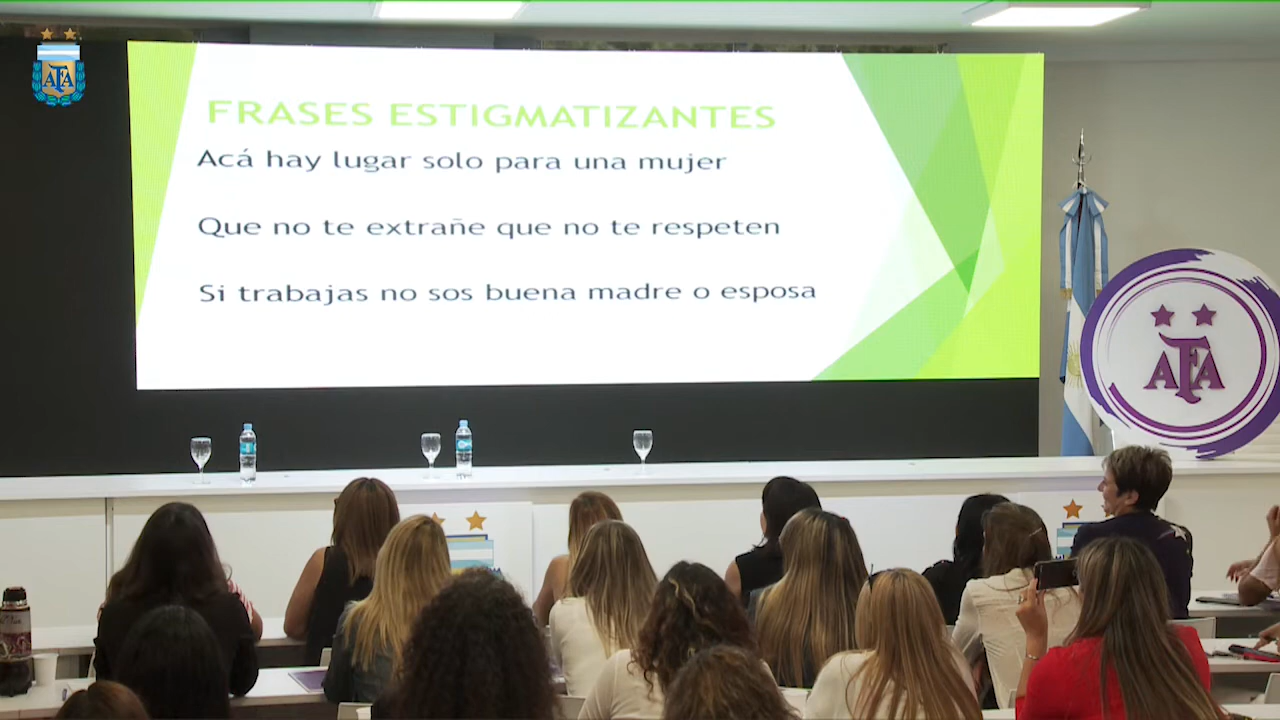 AFA
FRASES ESTIGMATIZANTES
Acá hay lugar solo para una mujer
Que no te extrañe que no te respeten
Si trabajas no sos buena madre o esposa
AFA